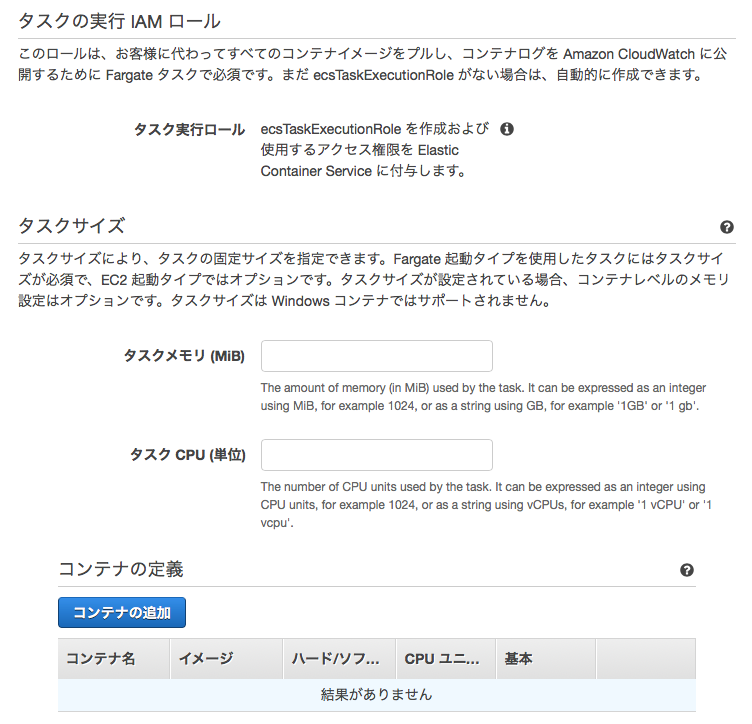 タスクの実行 IAM ロール
このロールは、お客様に代わってすべてのコンテナイメージをプルし、コンテナログを Amazon CloudWatch に公
開するために Fargate タスクで必須です。まだ ecsTaskExecutionRole がない場合は、自動的に作成できます。
タスク実行ロール
ecsTaskExecutionRole を作成および
使用するアクセス権限を Elastic
Container Service に付与します。
タスクサイズ
タスクサイズにより、タスクの固定サイズを指定できます。Fargate 起動タイプを使用したタスクにはタスクサイ
ズが必須で、EC2 起動タイプではオプションです。タスクサイズが設定されている場合、コンテナレベルのメモリ
設定はオプションです。タスクサイズは Windows コンテナではサポートされません。
タスクメモリ (MiB)
The amount of memory (in MiB) used by the task. It can be expressed as an integer
using MiB, for example 1024, or as a string using GB, for example '1GB' or '1 gb'.
タスク CPU (単位)
The number of CPU units used by the task. It can be expressed as an integer using
CPU units, for example 1024, or as a string using vCPUs, for example '1 vCPU' or '1
vcpu'.
コンテナの定義
コンテナの追加
コンテナ名 イメージ ハード/ソフ... CPU ユニ... 基本
結果がありません